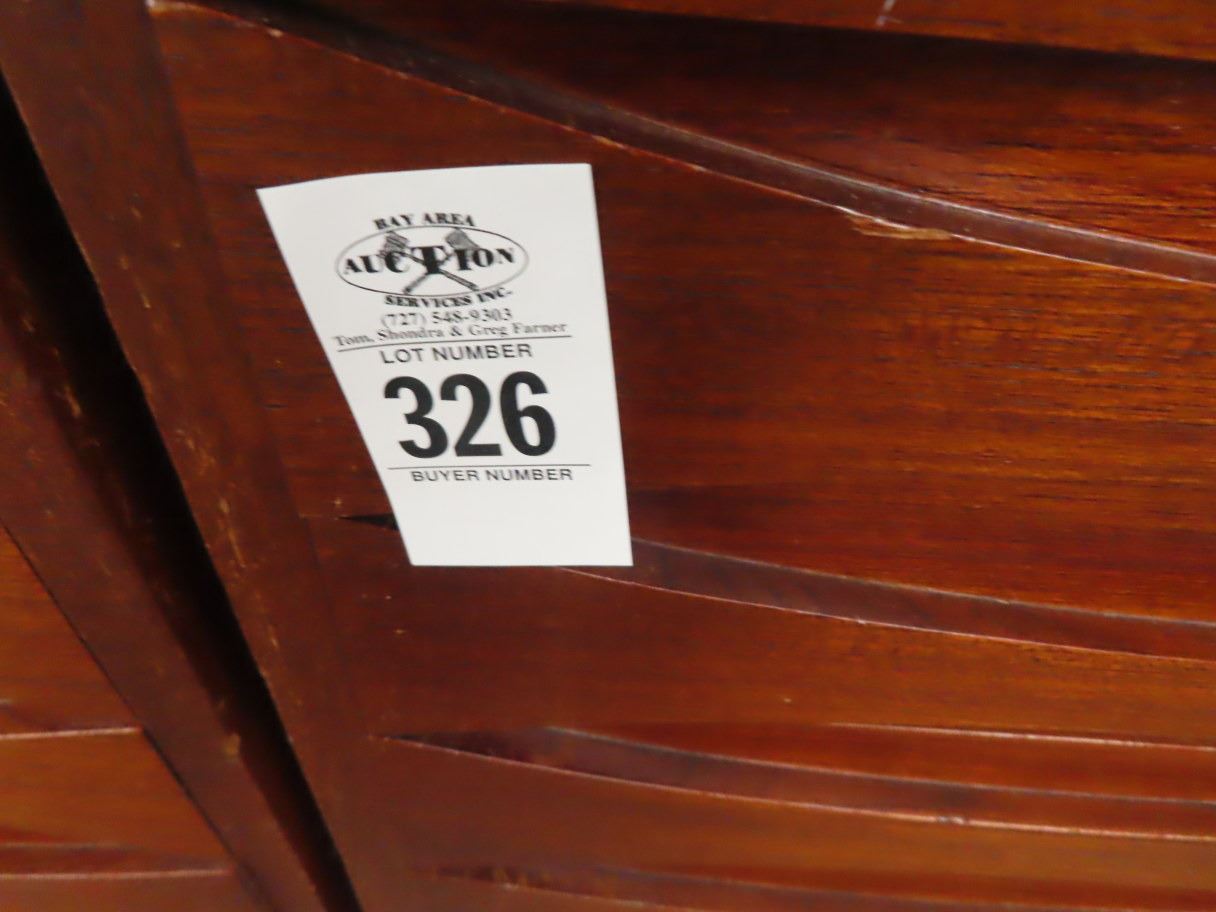 BAY AREA
AUCTION
SERVICES INC.
(727) 548-9303
Tom, Shondra & Greg Farner
LOT NUMBER
326
BUYER NUMBER